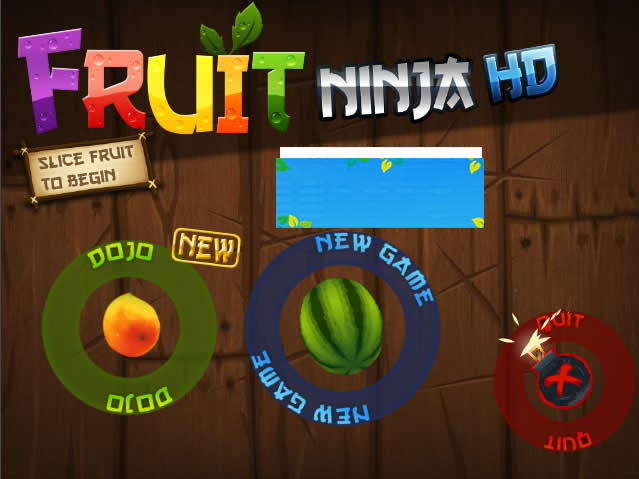 FRUIT NINJA HD
SLICE FRUIT
TO BEGIN
NEW
DOJO
DOJO
NEW GAME
NEW GAME
QUIT
QUIT